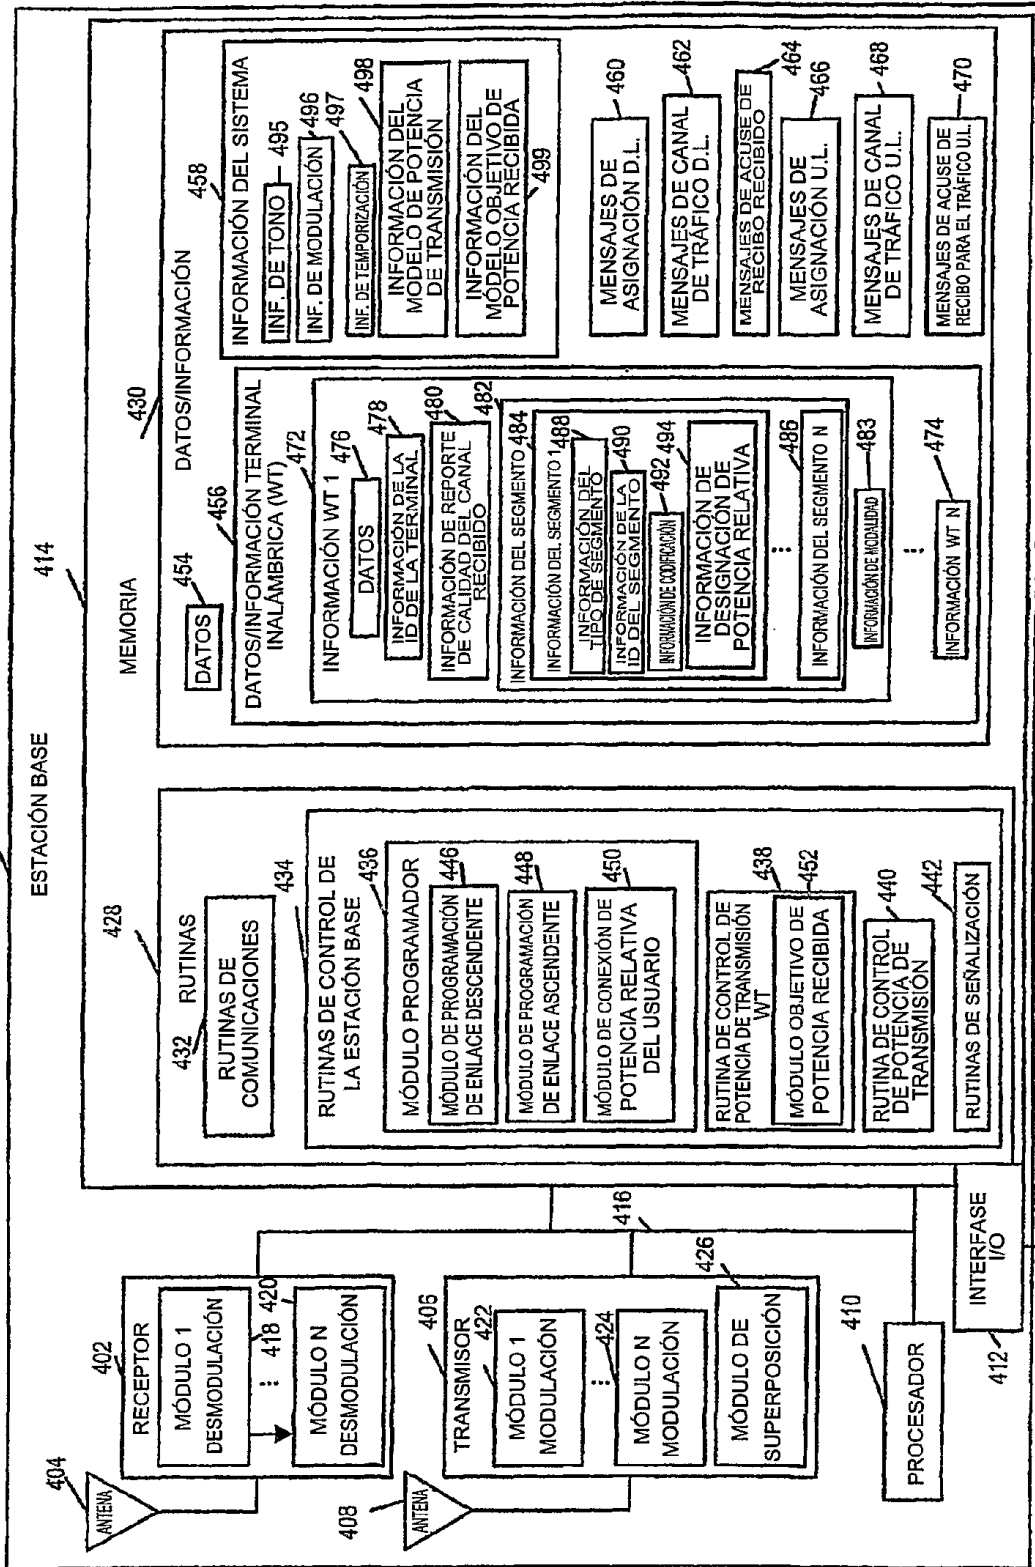 ESTACIÓN BASE
414
404
ANTENA
402
RECEPTOR
MÓDULO 1
DESMODULACIÓN
418
420
MÓDULO N
DESMODULACIÓN
408
ANTENA
406
TRANSMISOR
422
MÓDULO 1
MODULACIÓN
424
MÓDULO N
MODULACIÓN
426
MÓDULO DE
SUPERPOSICIÓN
416
410
PROCESADOR
412
INTERFASE
I/O
MEMORIA
428
RUTINAS
432
RUTINAS DE
COMUNICACIONES
434
RUTINAS DE CONTROL DE
LA ESTACIÓN BASE
436
MÓDULO PROGRAMADOR
446
MÓDULO DE PROGRAMACIÓN
DE ENLACE DESCENDENTE
448
MÓDULO DE PROGRAMACIÓN
DE ENLACE ASCENDENTE
450
MÓDULO DE CONEXIÓN DE
POTENCIA RELATIVA
DEL USUARIO
438
RUTINA DE CONTROL DE
POTENCIA DE TRANSMISIÓN
WT
452
MÓDULO OBJETIVO DE
POTENCIA RECIBIDA
440
RUTINA DE CONTROL
DE POTENCIA DE
TRANSMISIÓN
442
RUTINAS DE SEÑALIZACIÓN
430
DATOS/INFORMACIÓN
454
DATOS
456
DATOS/INFORMACIÓN TERMINAL
INALÁMBRICA (WT)
472
INFORMACIÓN WT 1
476
DATOS
478
INFORMACIÓN DE LA
ID DE LA TERMINAL
480
INFORMACIÓN DE REPORTE
DE CALIDAD DEL CANAL
RECIBIDO
482
INFORMACIÓN DEL SEGMENTO
484
INFORMACIÓN DEL SEGMENTO 1
488
INFORMACIÓN DEL
TIPO DE SEGMENTO
490
INFORMACIÓN DE LA
ID DEL SEGMENTO
492
INFORMACIÓN DE CODIFICACIÓN
494
INFORMACIÓN DE
DESIGNACIÓN DE
POTENCIA RELATIVA
486
INFORMACIÓN DEL SEGMENTO N
483
INFORMACIÓN DE MODALIDAD
474
INFORMACIÓN WT N
458
INFORMACIÓN DEL SISTEMA
INF. DE TONO
495
INF. DE MODULACIÓN
496
497
INF. DE TEMPORIZACIÓN
498
INFORMACIÓN DEL
MODELO DE POTENCIA
DE TRANSMISIÓN
INFORMACIÓN DEL
MÓDELO OBJETIVO DE
POTENCIA RECIBIDA
499
460
MENSAJES DE
ASIGNACIÓN D.L.
462
MENSAJES DE CANAL
DE TRÁFICO D.L.
464
MENSAJES DE ACUSE DE
RECIBO RECIBIDO
466
MENSAJES DE
ASIGNACIÓN U.L.
468
MENSAJES DE CANAL
DE TRÁFICO U.L.
470
MENSAJES DE ACUSE DE
RECIBO PARA EL TRÁFICO U.L.